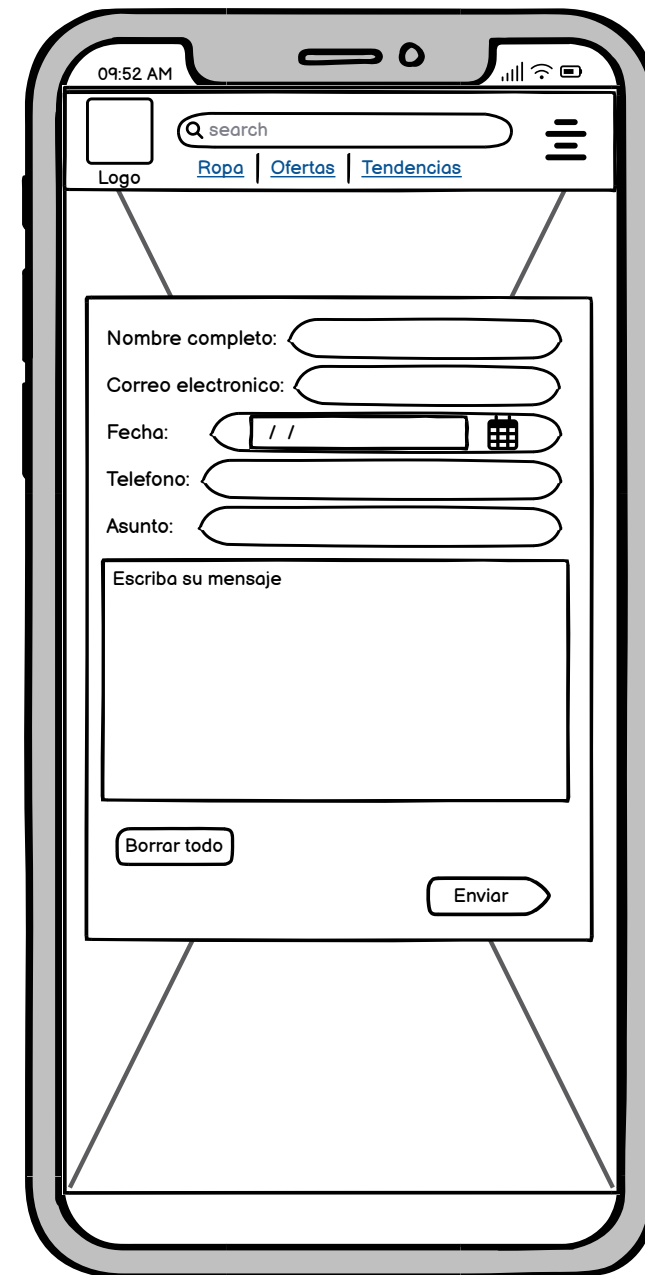 09:52 AM
search
Logo
Ropa Ofertas Tendencias
Nombre completo:
Correo electronico:
Fecha: / /
Telefono:
Asunto:
Escriba su mensaje
Borrar todo
Enviar